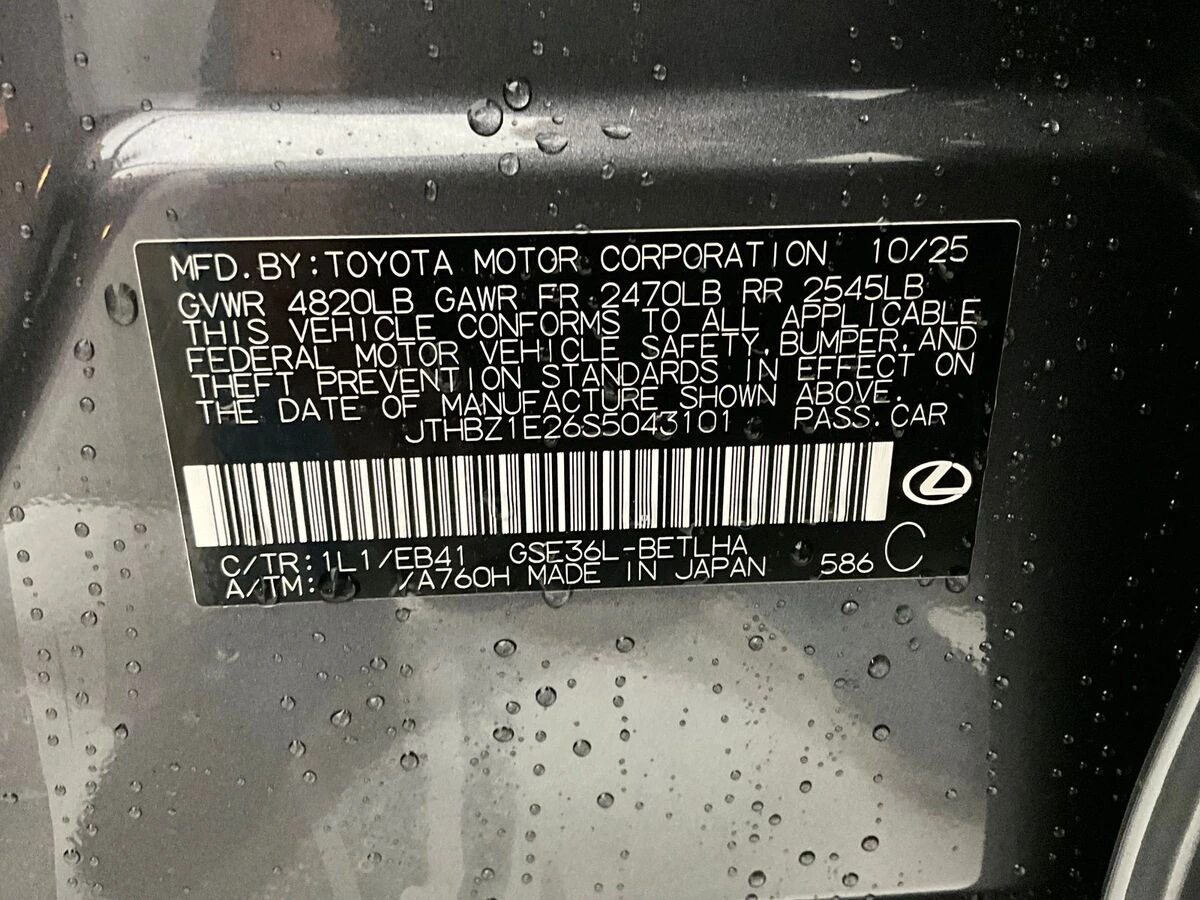 MFD.BY:TOYOTA MOTOR CORPORATION 10/25
GVWR 4820LB GAWR FR 2470LB RR 2545LB
THIS VEHICLE CONFORMS TO ALL APPLICABLE
FEDERAL MOTOR VEHICLE SAFETY,BUMPER,AND
THEFT PREVENTION STANDARDS IN EFFECT ON
THE DATE OF MANUFACTURE SHOWN ABOVE.
JTHBZ1E26S5043101 PASS.CAR
C/TR:1L1/EB41 GSE36L-BETLHA
A/TM: /A760H MADE IN JAPAN 586 C